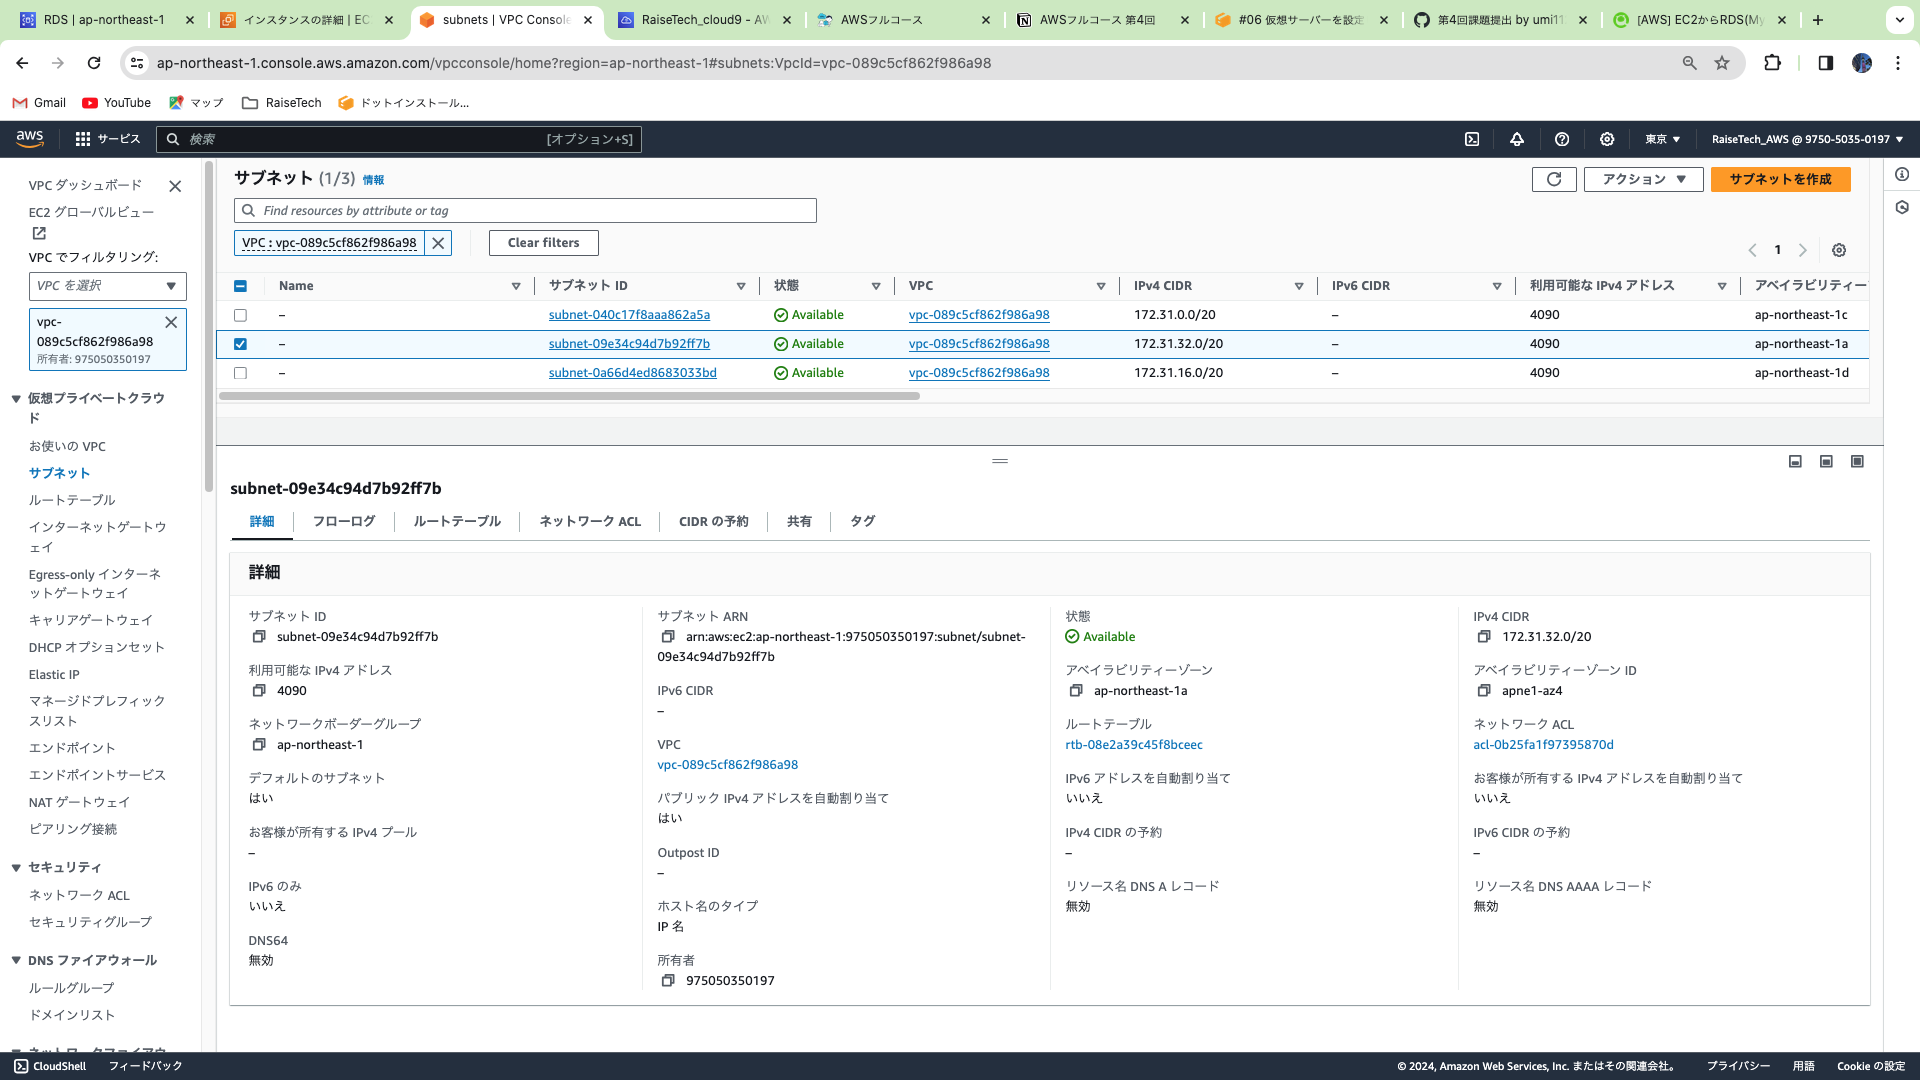 RDS | ap-northeast-1
インスタンスの詳細 | EC
subnets | VPC Console
RaiseTech_cloud9 - AW
AWSフルコース
AWSフルコース 第4回
#06 仮想サーバーを設定
第4回課題提出 by umi11
[AWS] EC2からRDS(My
ap-northeast-1.console.aws.amazon.com/vpcconsole/home?region=ap-northeast-1#subnets:VpcId=vpc-089c5cf862f986a98
Gmail
YouTube
マップ
RaiseTech
ドットインストール...
aws
サービス
検索
[オプション+S]
東京
RaiseTech_AWS @ 9750-5035-0197
VPC ダッシュボード
EC2 グローバルビュー
VPC でフィルタリング:
VPC を選択
vpc-
089c5cf862f986a98
所有者: 975050350197
仮想プライベートクラウ
ド
お使いの VPC
サブネット
ルートテーブル
インターネットゲートウ
ェイ
Egress-only インターネ
ットゲートウェイ
キャリアゲートウェイ
DHCP オプションセット
Elastic IP
マネージドプレフィック
スリスト
エンドポイント
エンドポイントサービス
NAT ゲートウェイ
ピアリング接続
セキュリティ
ネットワーク ACL
セキュリティグループ
DNS ファイアウォール
ルールグループ
ドメインリスト
サブネット (1/3) 情報
アクション
サブネットを作成
Find resources by attribute or tag
VPC : vpc-089c5cf862f986a98
Clear filters
1
Name サブネット ID 状態 VPC IPv4 CIDR IPv6 CIDR 利用可能な IPv4 アドレス アベイラビリティー
– subnet-040c17f8aaa862a5a Available vpc-089c5cf862f986a98 172.31.0.0/20 – 4090 ap-northeast-1c
– subnet-09e34c94d7b92ff7b Available vpc-089c5cf862f986a98 172.31.32.0/20 – 4090 ap-northeast-1a
– subnet-0a66d4ed8683033bd Available vpc-089c5cf862f986a98 172.31.16.0/20 – 4090 ap-northeast-1d
subnet-09e34c94d7b92ff7b
詳細 フローログ ルートテーブル ネットワーク ACL CIDR の予約 共有 タグ
詳細
サブネット ID
subnet-09e34c94d7b92ff7b
利用可能な IPv4 アドレス
4090
ネットワークボーダーグループ
ap-northeast-1
デフォルトのサブネット
はい
お客様が所有する IPv4 プール
–
IPv6 のみ
いいえ
DNS64
無効
サブネット ARN
arn:aws:ec2:ap-northeast-1:975050350197:subnet/subnet-
09e34c94d7b92ff7b
IPv6 CIDR
–
VPC
vpc-089c5cf862f986a98
パブリック IPv4 アドレスを自動割り当て
はい
Outpost ID
–
ホスト名のタイプ
IP 名
所有者
975050350197
状態
Available
アベイラビリティーゾーン
ap-northeast-1a
ルートテーブル
rtb-08e2a39c45f8bceec
IPv6 アドレスを自動割り当て
いいえ
IPv4 CIDR の予約
–
リソース名 DNS A レコード
無効
IPv4 CIDR
172.31.32.0/20
アベイラビリティーゾーン ID
apne1-az4
ネットワーク ACL
acl-0b25fa1f97395870d
お客様が所有する IPv4 アドレスを自動割り当て
いいえ
IPv6 CIDR の予約
–
リソース名 DNS AAAA レコード
無効
CloudShell
フィードバック
© 2024, Amazon Web Services, Inc. またはその関連会社。
プライバシー
用語
Cookie の設定